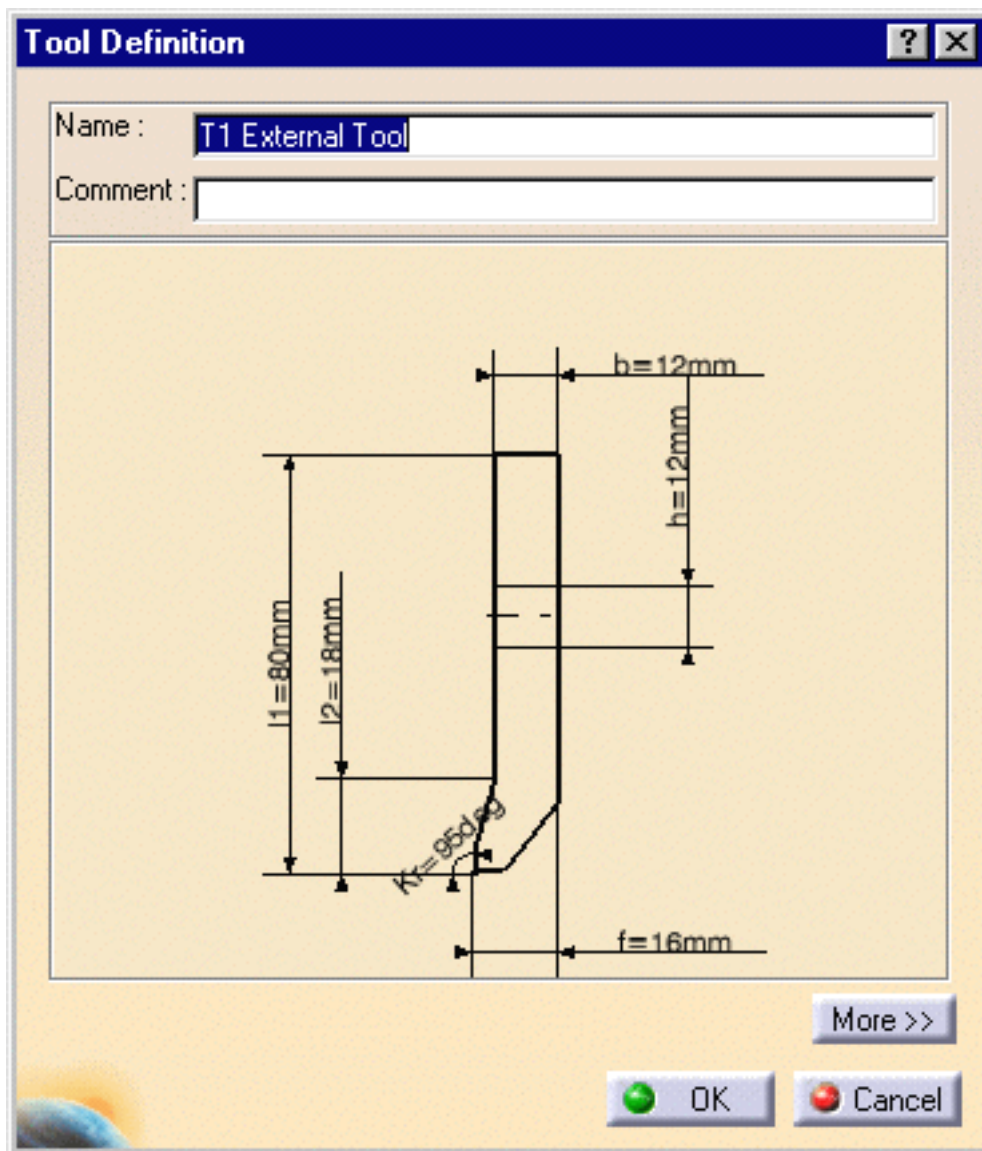 Tool Definition
Name :
T1 External Tool
Comment :
b=12mm
h=12mm
l1=80mm
l2=18mm
Kr=95deg
f=16mm
More >>
OK
Cancel